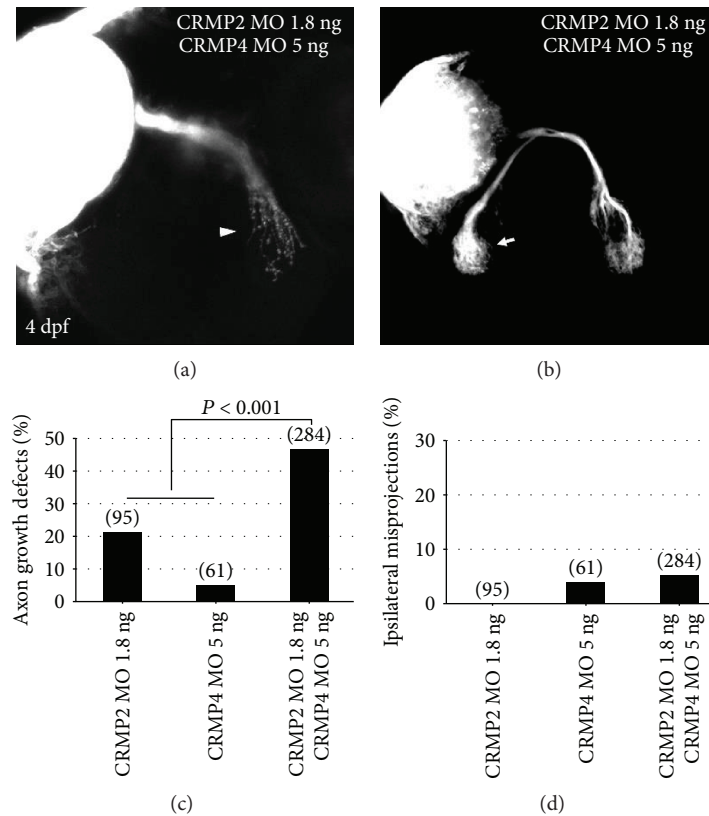 CRMP2 MO 1.8 ng
CRMP4 MO 5 ng
4 dpf
(a)
CRMP2 MO 1.8 ng
CRMP4 MO 5 ng
(b)
Axon growth defects (%)
50
40
30
20
10
0
P < 0.001
(95)
(61)
(284)
CRMP2 MO 1.8 ng
CRMP4 MO 5 ng
CRMP2 MO 1.8 ng
CRMP4 MO 5 ng
(c)
Ipsilateral misprojections (%)
30
20
10
0
(95)
(61)
(284)
CRMP2 MO 1.8 ng
CRMP4 MO 5 ng
CRMP2 MO 1.8 ng
CRMP4 MO 5 ng
(d)